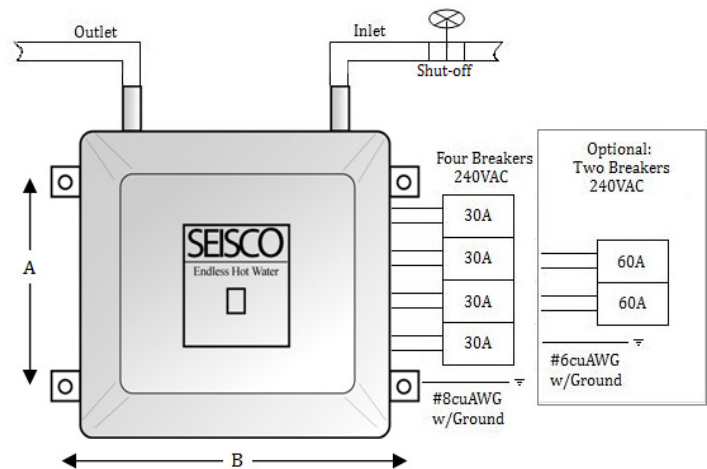 Outlet
Inlet
Shut-off
Four Breakers
240VAC
30A
30A
30A
30A
#8cuAWG
w/Ground
Optional:
Two Breakers
240VAC
60A
60A
#6cuAWG
w/Ground
SEISCO
Endless Hot Water
A
B